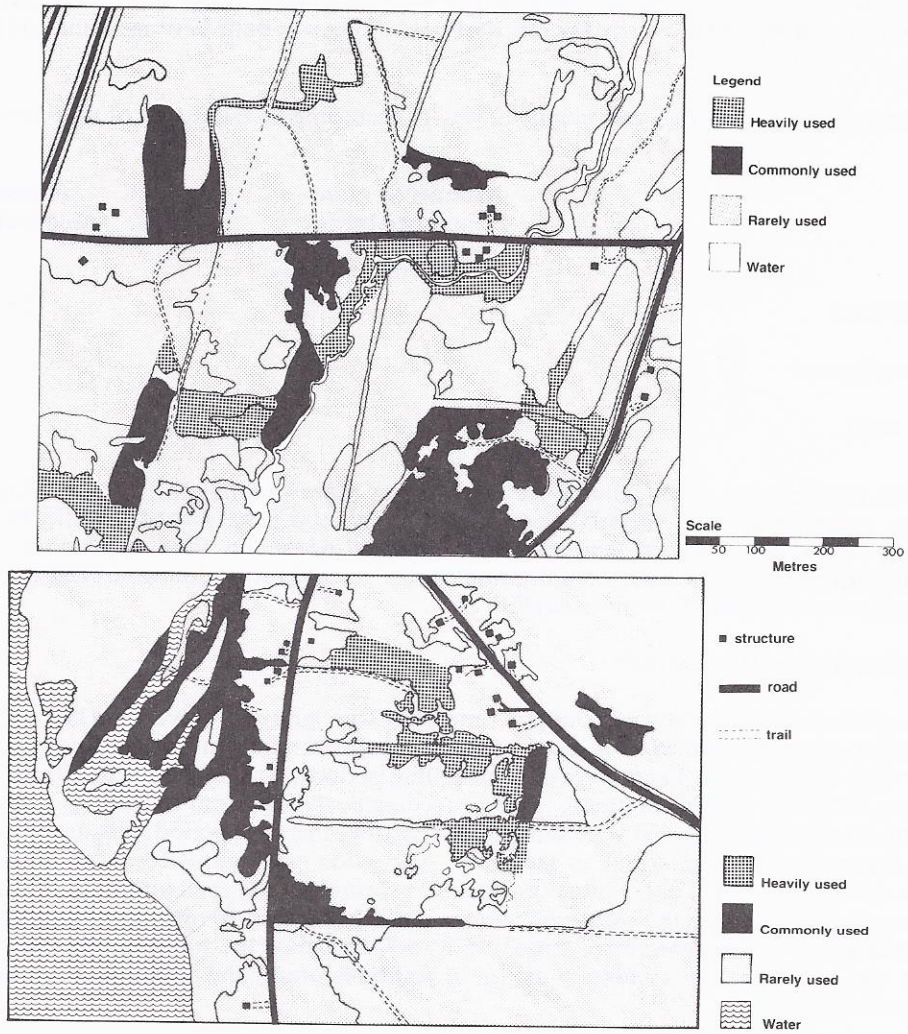 Legend
Heavily used
Commonly used
Rarely used
Water
Scale
50 100 200 300
Metres
structure
road
trail
Heavily used
Commonly used
Rarely used
Water